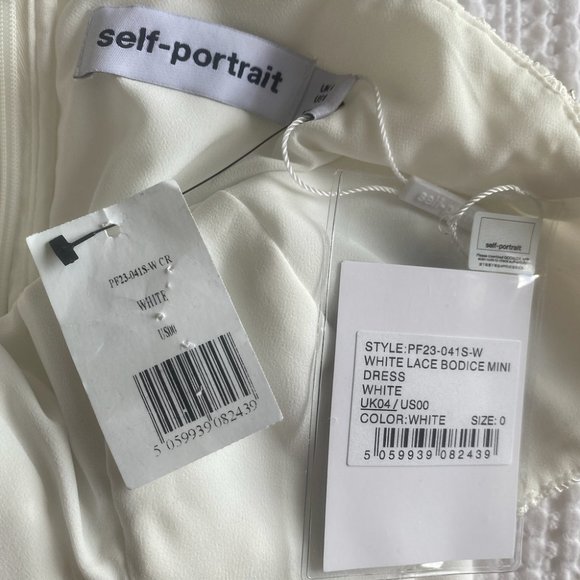 self-portrait
PF23-041S-W CR
WHITE
US00
5 059939 082439
self-portrait
STYLE:PF23-041S-W
WHITE LACE BODICE MINI
DRESS
WHITE
UK04 / US00
COLOR:WHITE SIZE: 0
5 059939 082439